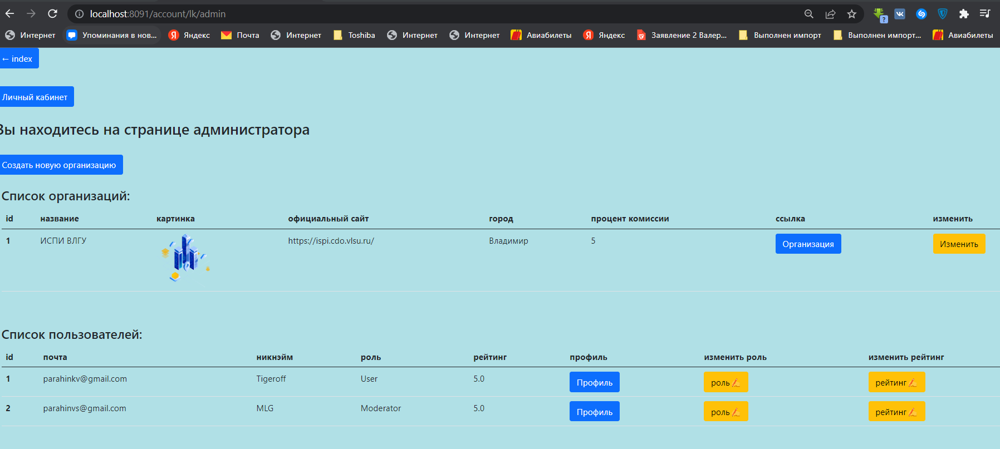 localhost:8091/account/lk/admin
Интернет Упоминания в нов... Яндекс Почта Интернет Toshiba Интернет Интернет Авиабилеты Яндекс Заявление 2 Валер... Выполнен импорт Выполнен импорт... Авиабилеты
← index
Личный кабинет
Вы находитесь на странице администратора
Создать новую организацию
Список организаций:
id название картинка официальный сайт город процент комиссии ссылка изменить
1 ИСПИ ВЛГУ https://ispi.cdo.vlsu.ru/ Владимир 5 Организация Изменить
Список пользователей:
id почта никнэйм роль рейтинг профиль изменить роль изменить рейтинг
1 parahinkv@gmail.com Tigeroff User 5.0 Профиль роль✍ рейтинг✍
2 parahinvs@gmail.com MLG Moderator 5.0 Профиль роль✍ рейтинг✍